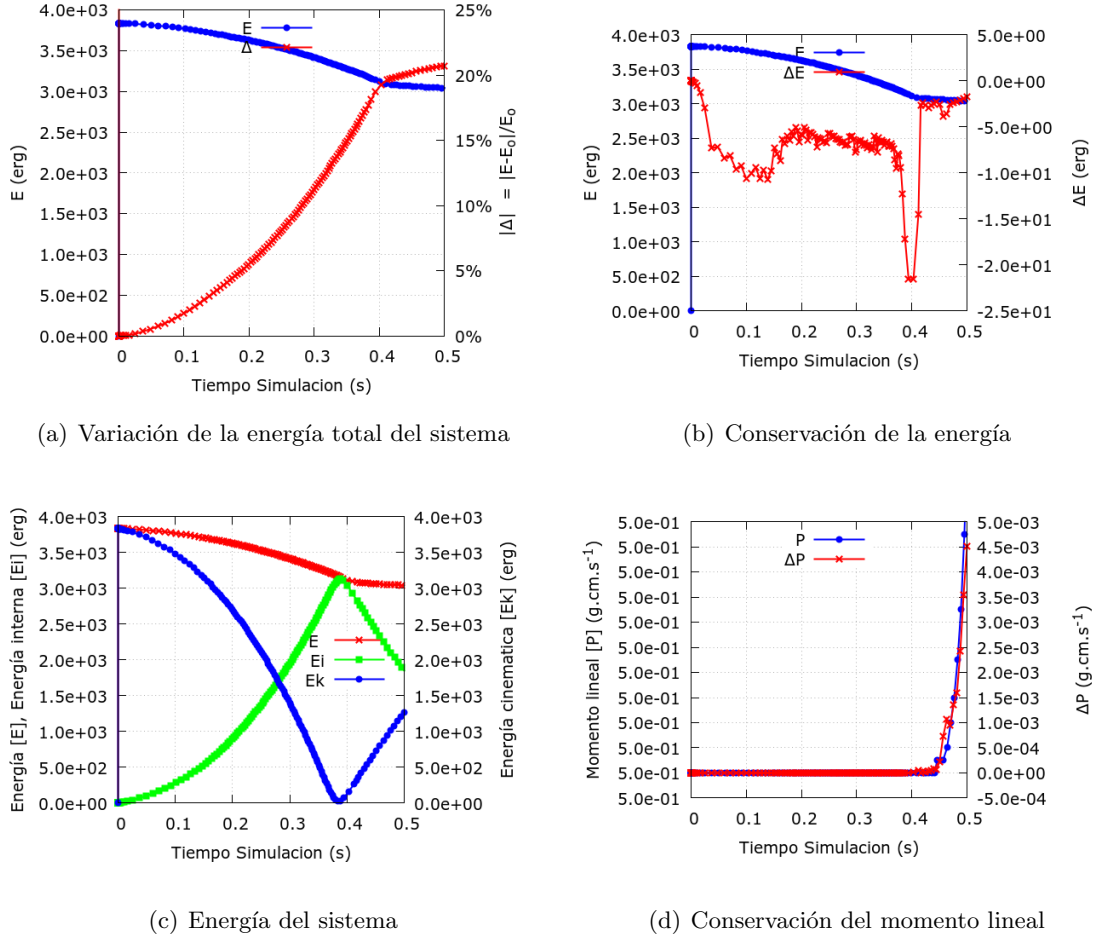 4.0e+03
3.5e+03
3.0e+03
2.5e+03
2.0e+03
1.5e+03
1.0e+03
5.0e+02
0.0e+00
E (erg)
0
0.1
0.2
0.3
0.4
0.5
Tiempo Simulacion (s)
25%
20%
15%
10%
5%
0%
|Δ| = |E-E₀|/E₀
E
Δ
(a) Variación de la energía total del sistema
4.0e+03
3.5e+03
3.0e+03
2.5e+03
2.0e+03
1.5e+03
1.0e+03
5.0e+02
0.0e+00
E (erg)
0
0.1
0.2
0.3
0.4
0.5
Tiempo Simulacion (s)
5.0e+00
0.0e+00
-5.0e+00
-1.0e+01
-1.5e+01
-2.0e+01
-2.5e+01
ΔE (erg)
E
ΔE
(b) Conservación de la energía
4.0e+03
3.5e+03
3.0e+03
2.5e+03
2.0e+03
1.5e+03
1.0e+03
5.0e+02
0.0e+00
Energía [E], Energía interna [Ei] (erg)
0
0.1
0.2
0.3
0.4
0.5
Tiempo Simulacion (s)
4.0e+03
3.5e+03
3.0e+03
2.5e+03
2.0e+03
1.5e+03
1.0e+03
5.0e+02
0.0e+00
Energía cinematica [Ek] (erg)
E
Ei
Ek
(c) Energía del sistema
5.0e-01
5.0e-01
5.0e-01
5.0e-01
5.0e-01
5.0e-01
5.0e-01
5.0e-01
5.0e-01
5.0e-01
5.0e-01
5.0e-01
Momento lineal [P] (g.cm.s⁻¹)
0
0.1
0.2
0.3
0.4
0.5
Tiempo Simulacion (s)
5.0e-03
4.5e-03
4.0e-03
3.5e-03
3.0e-03
2.5e-03
2.0e-03
1.5e-03
1.0e-03
5.0e-04
0.0e+00
-5.0e-04
ΔP (g.cm.s⁻¹)
P
ΔP
(d) Conservación del momento lineal